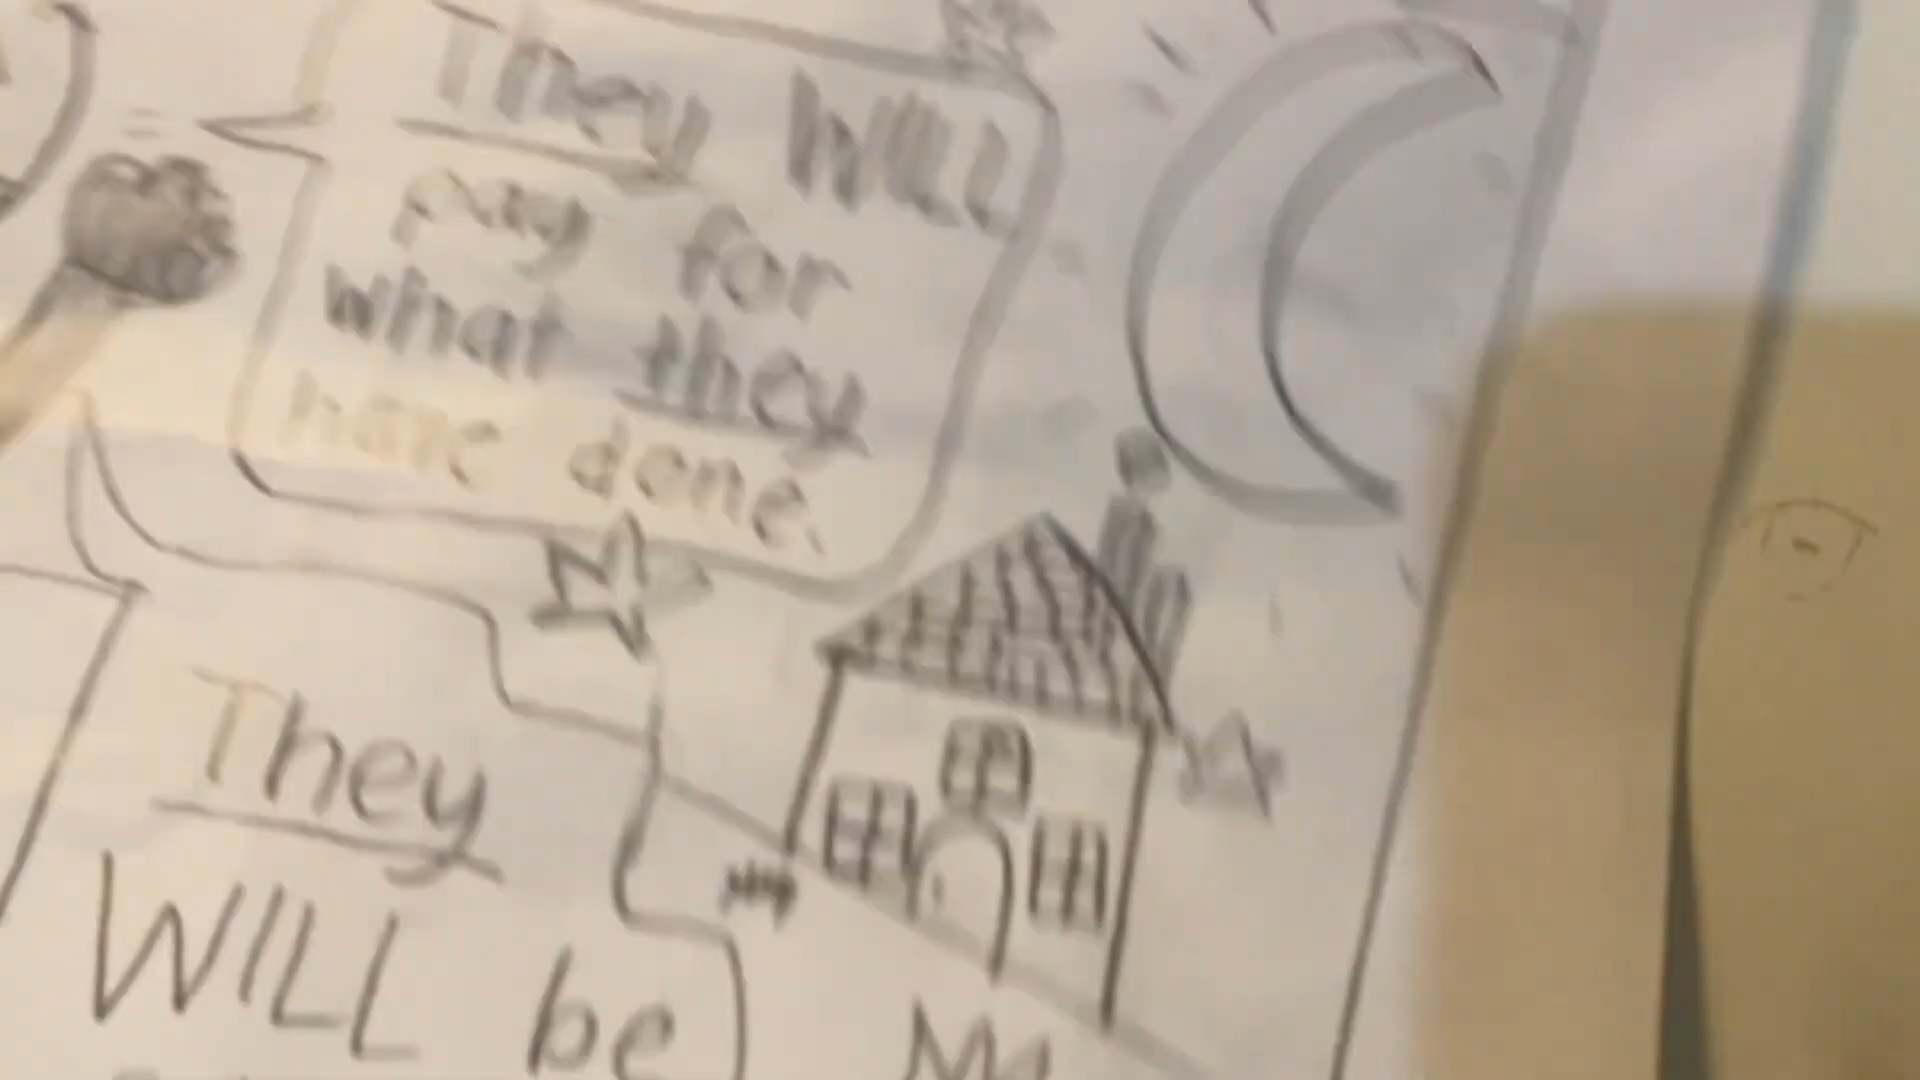 They WILL
pay for
what they
have done.
They
WILL be